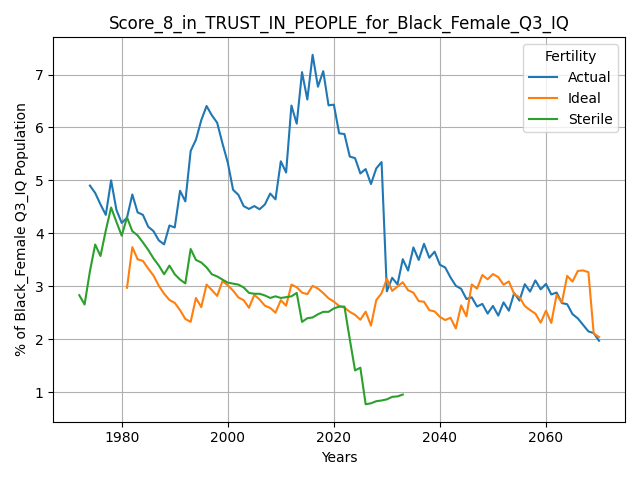 Score_8_in_TRUST_IN_PEOPLE_for_Black_Female_Q3_IQ
Fertility
Actual
Ideal
Sterile
% of Black_Female Q3_IQ Population
7
6
5
4
3
2
1
1980
2000
2020
2040
2060
Years